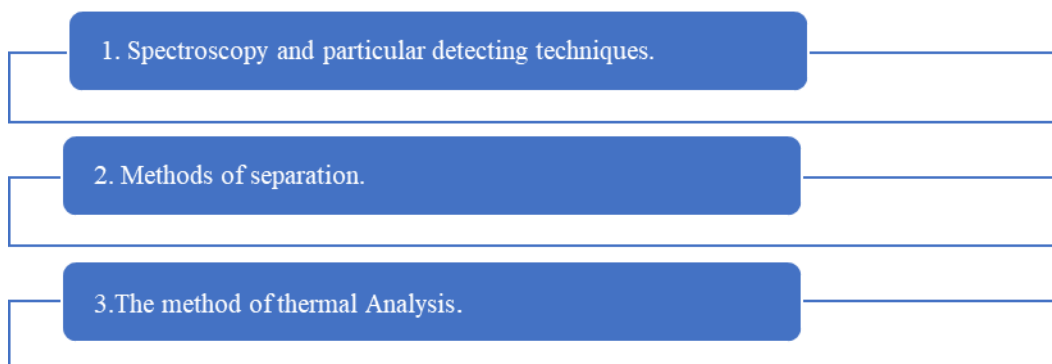 1. Spectroscopy and particular detecting techniques.
2. Methods of separation.
3.The method of thermal Analysis.